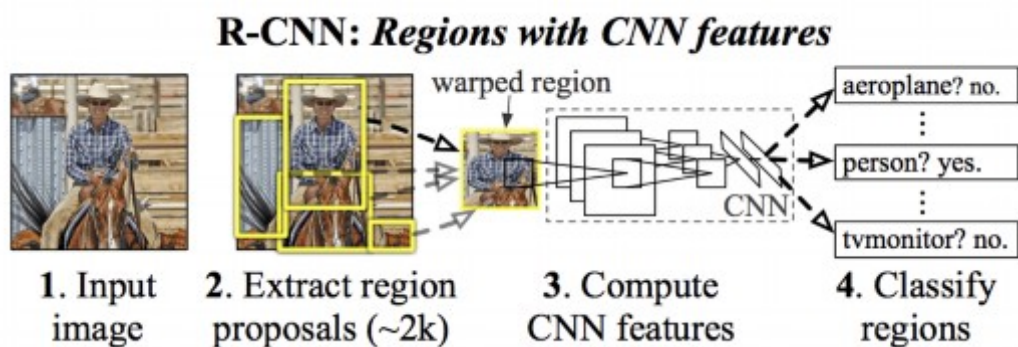 R-CNN: Regions with CNN features
warped region
aeroplane? no.
person? yes.
CNN
tvmonitor? no.
1. Input
image
2. Extract region
proposals (~2k)
3. Compute
CNN features
4. Classify
regions